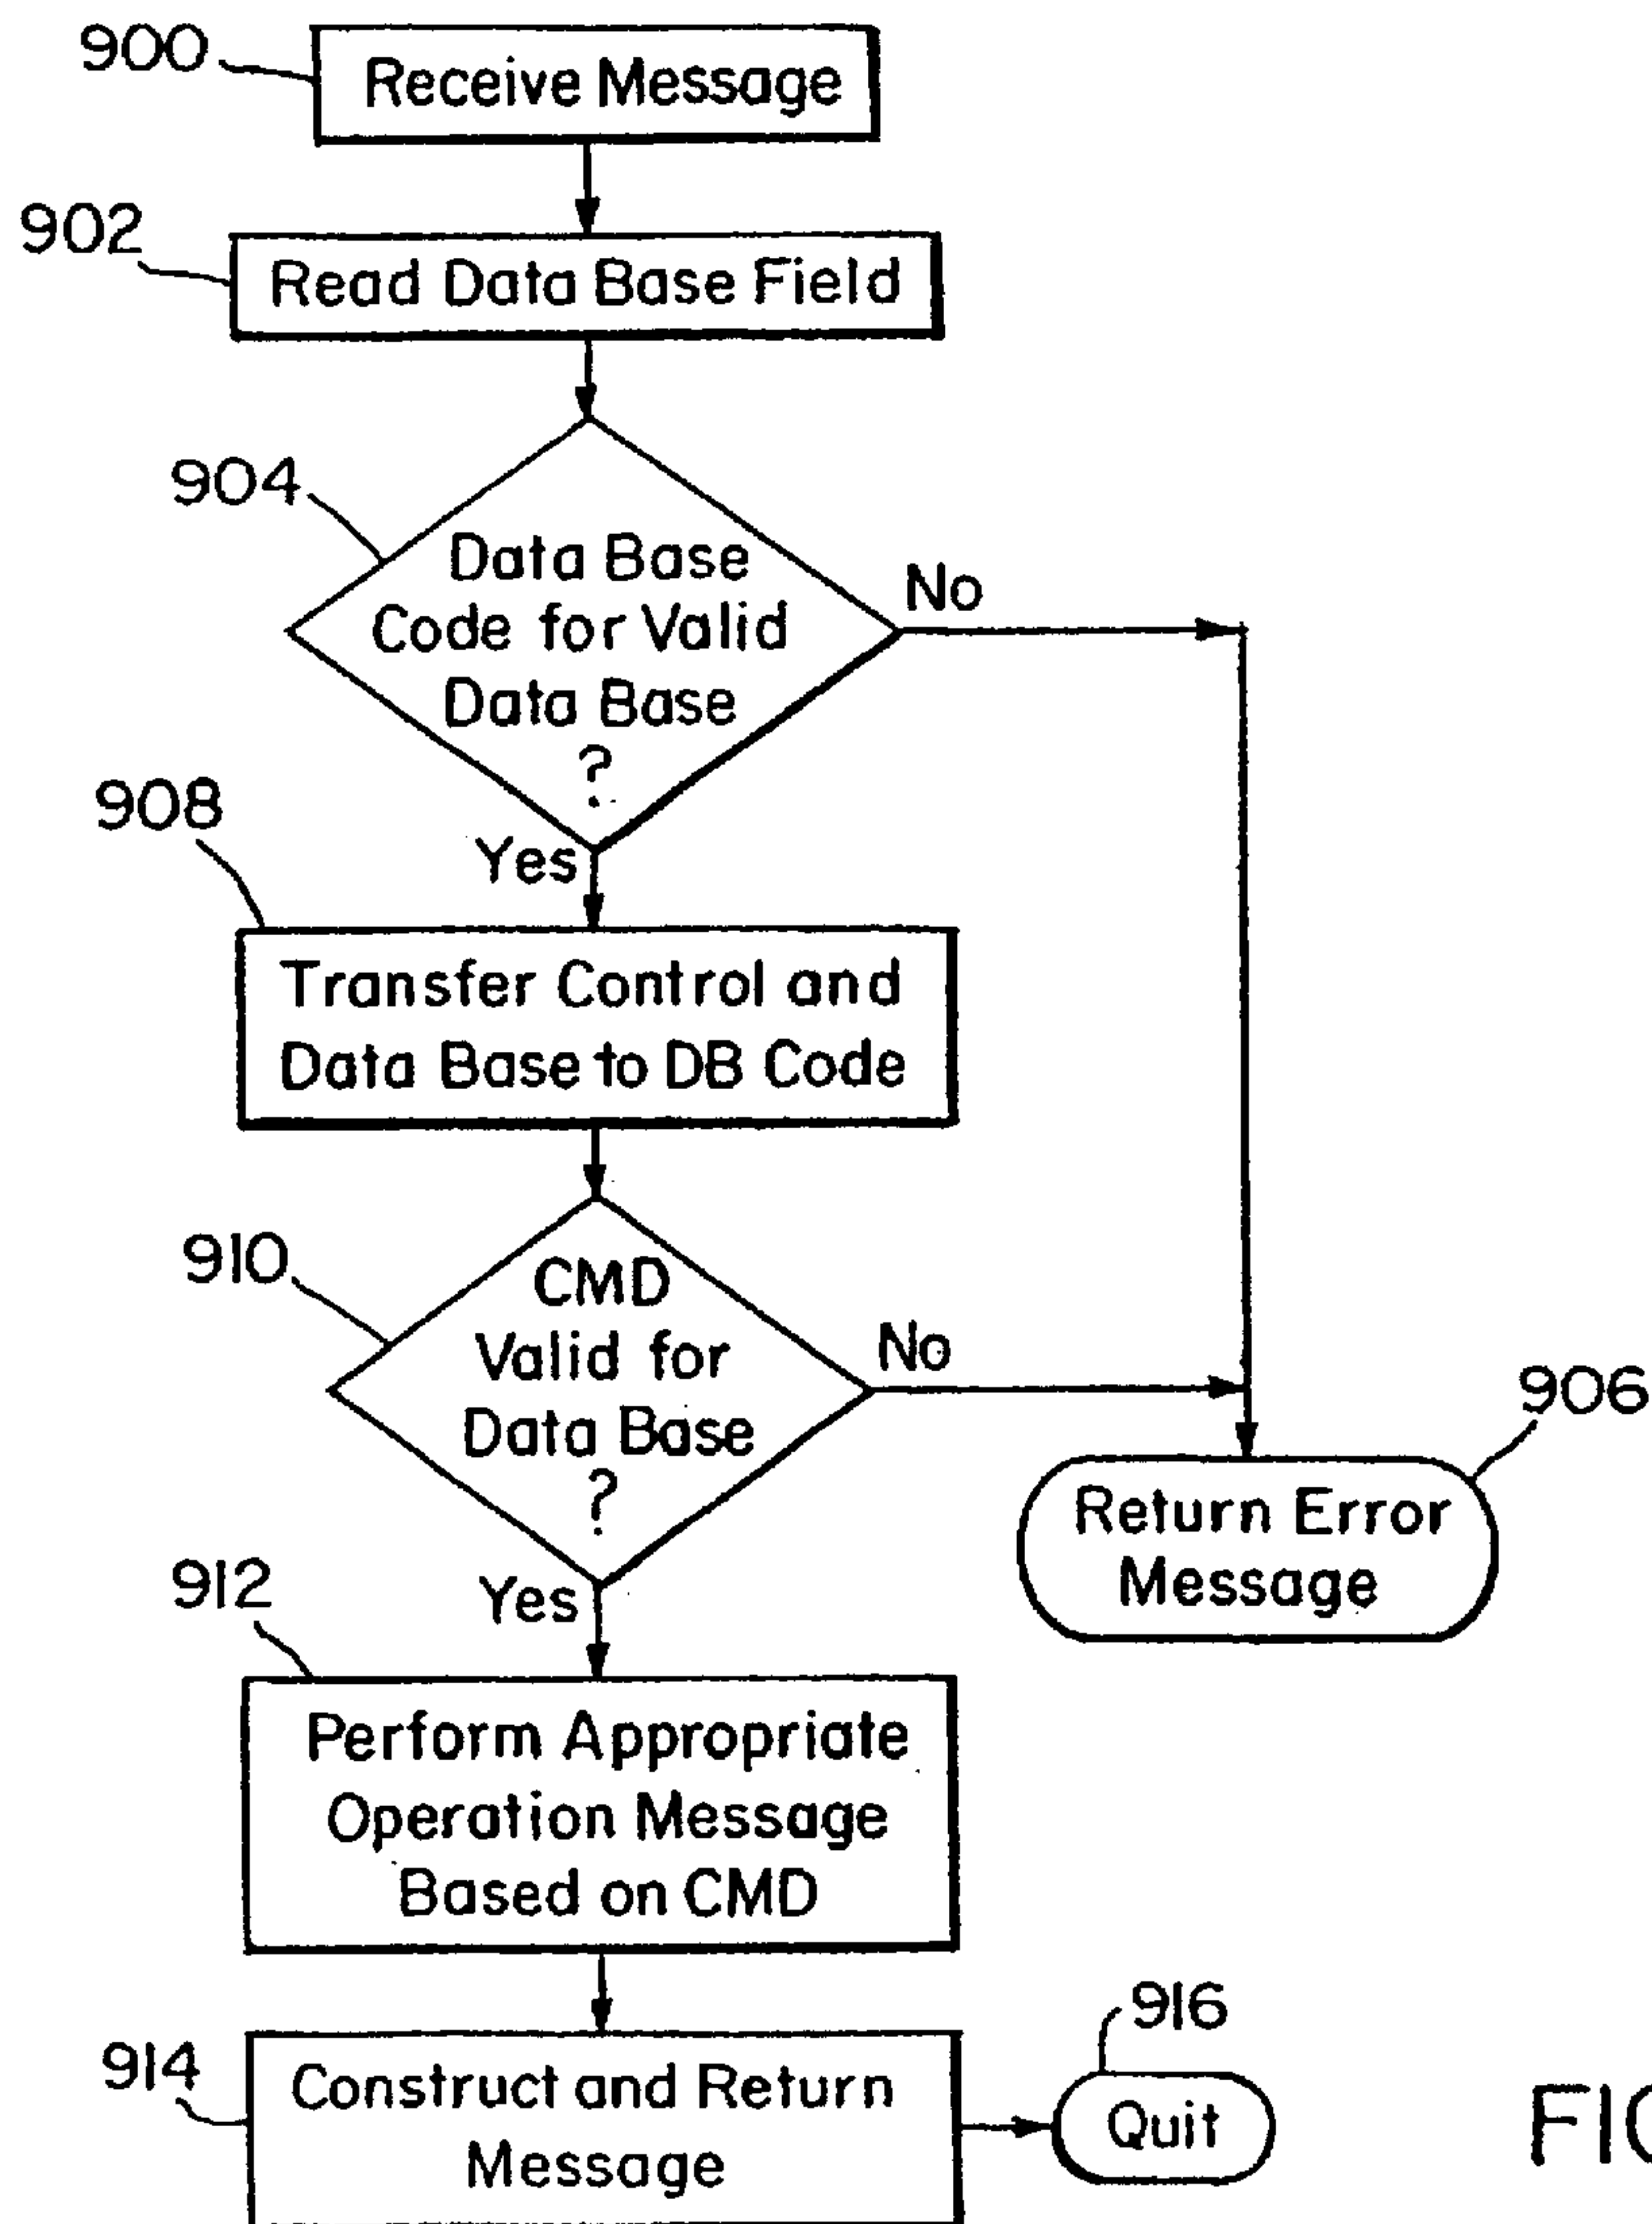 900
Receive Message
902
Read Data Base Field
904
Data Base
Code for Valid
Data Base
?
No
Yes
908
Transfer Control and
Data Base to DB Code
910
CMD
Valid for
Data Base
?
No
Yes
906
Return Error
Message
912
Perform Appropriate
Operation Message
Based on CMD
914
Construct and Return
Message
916
Quit